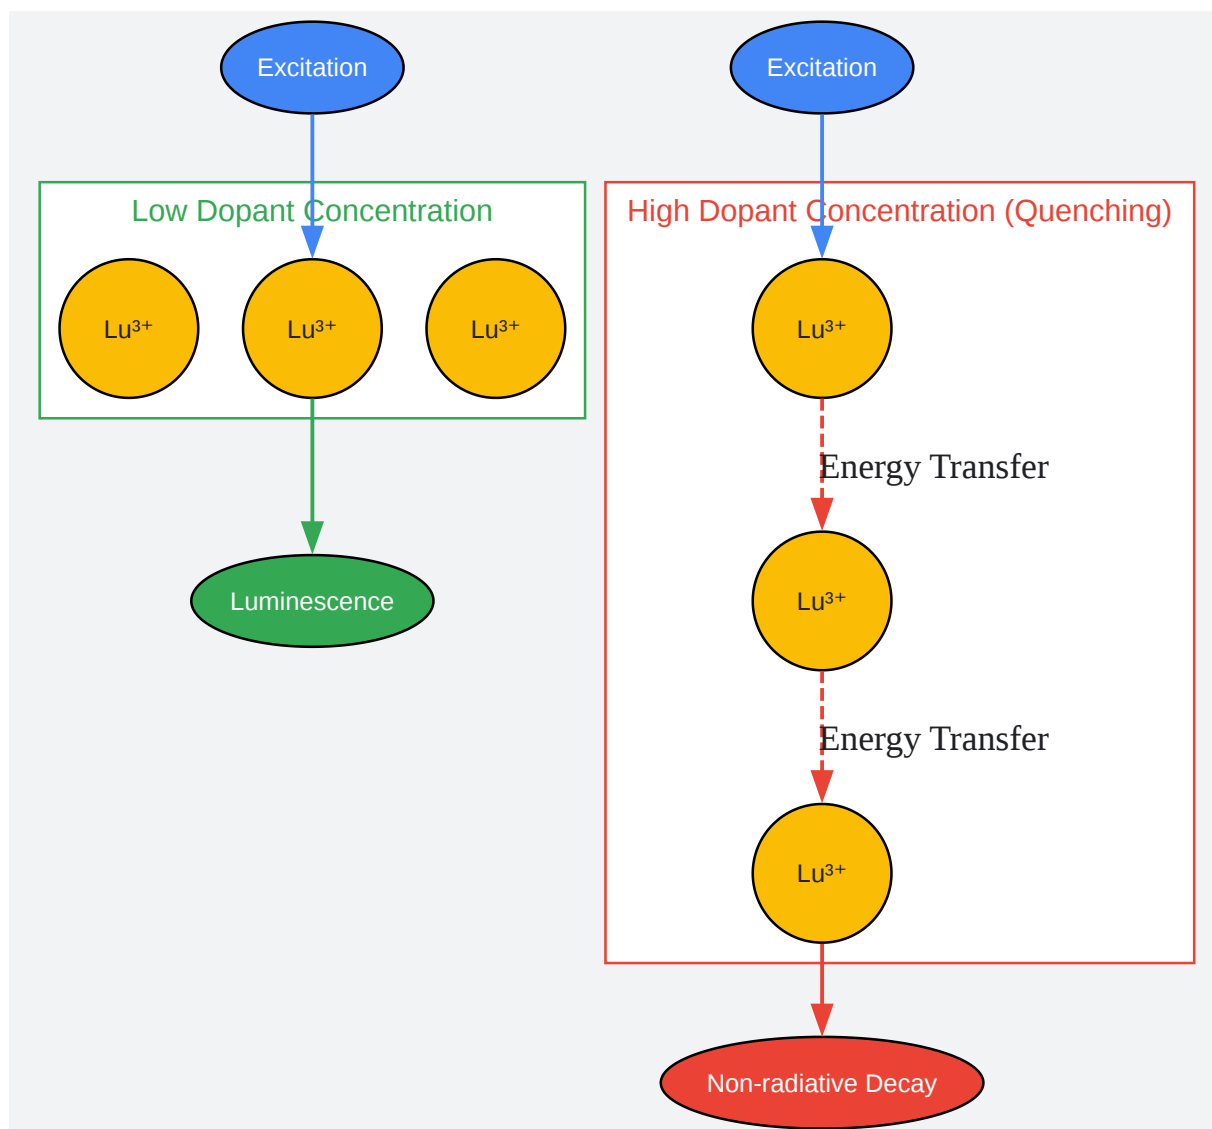 Excitation
Excitation
Low Dopant Concentration
High Dopant Concentration (Quenching)
Lu³⁺
Lu³⁺
Lu³⁺
Lu³⁺
Energy Transfer
Luminescence
Lu³⁺
Energy Transfer
Lu³⁺
Non-radiative Decay